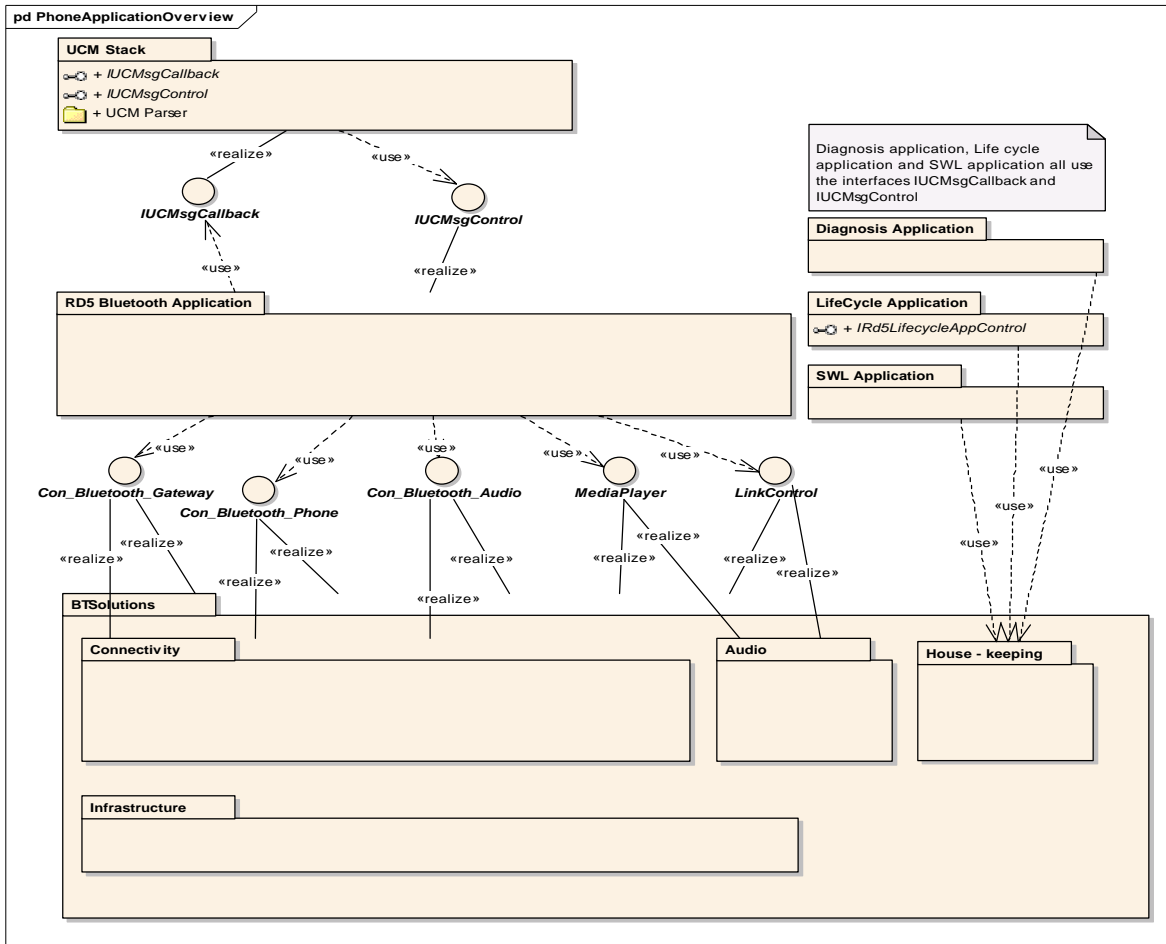 pd PhoneApplicationOverview
UCM Stack
+ IUCMsgCallback
+ IUCMsgControl
+ UCM Parser
«realize»
«use»
IUCMsgCallback
IUCMsgControl
«use»
«realize»
Diagnosis application, Life cycle
application and SWL application all use
the interfaces IUCMsgCallback and
IUCMsgControl
Diagnosis Application
RD5 Bluetooth Application
LifeCycle Application
+ IRd5LifecycleAppControl
SWL Application
«use»
«use»
«use»
«use»
«use»
Con_Bluetooth_Gateway
Con_Bluetooth_Phone
Con_Bluetooth_Audio
MediaPlayer
LinkControl
«use»
«use»
«use»
«realize»
«realize»
«realize»
«realize»
«realize»
«realize»
«realize»
«realize»
«realize»
«realize»
BTSolutions
Connectivity
Audio
House - keeping
Infrastructure